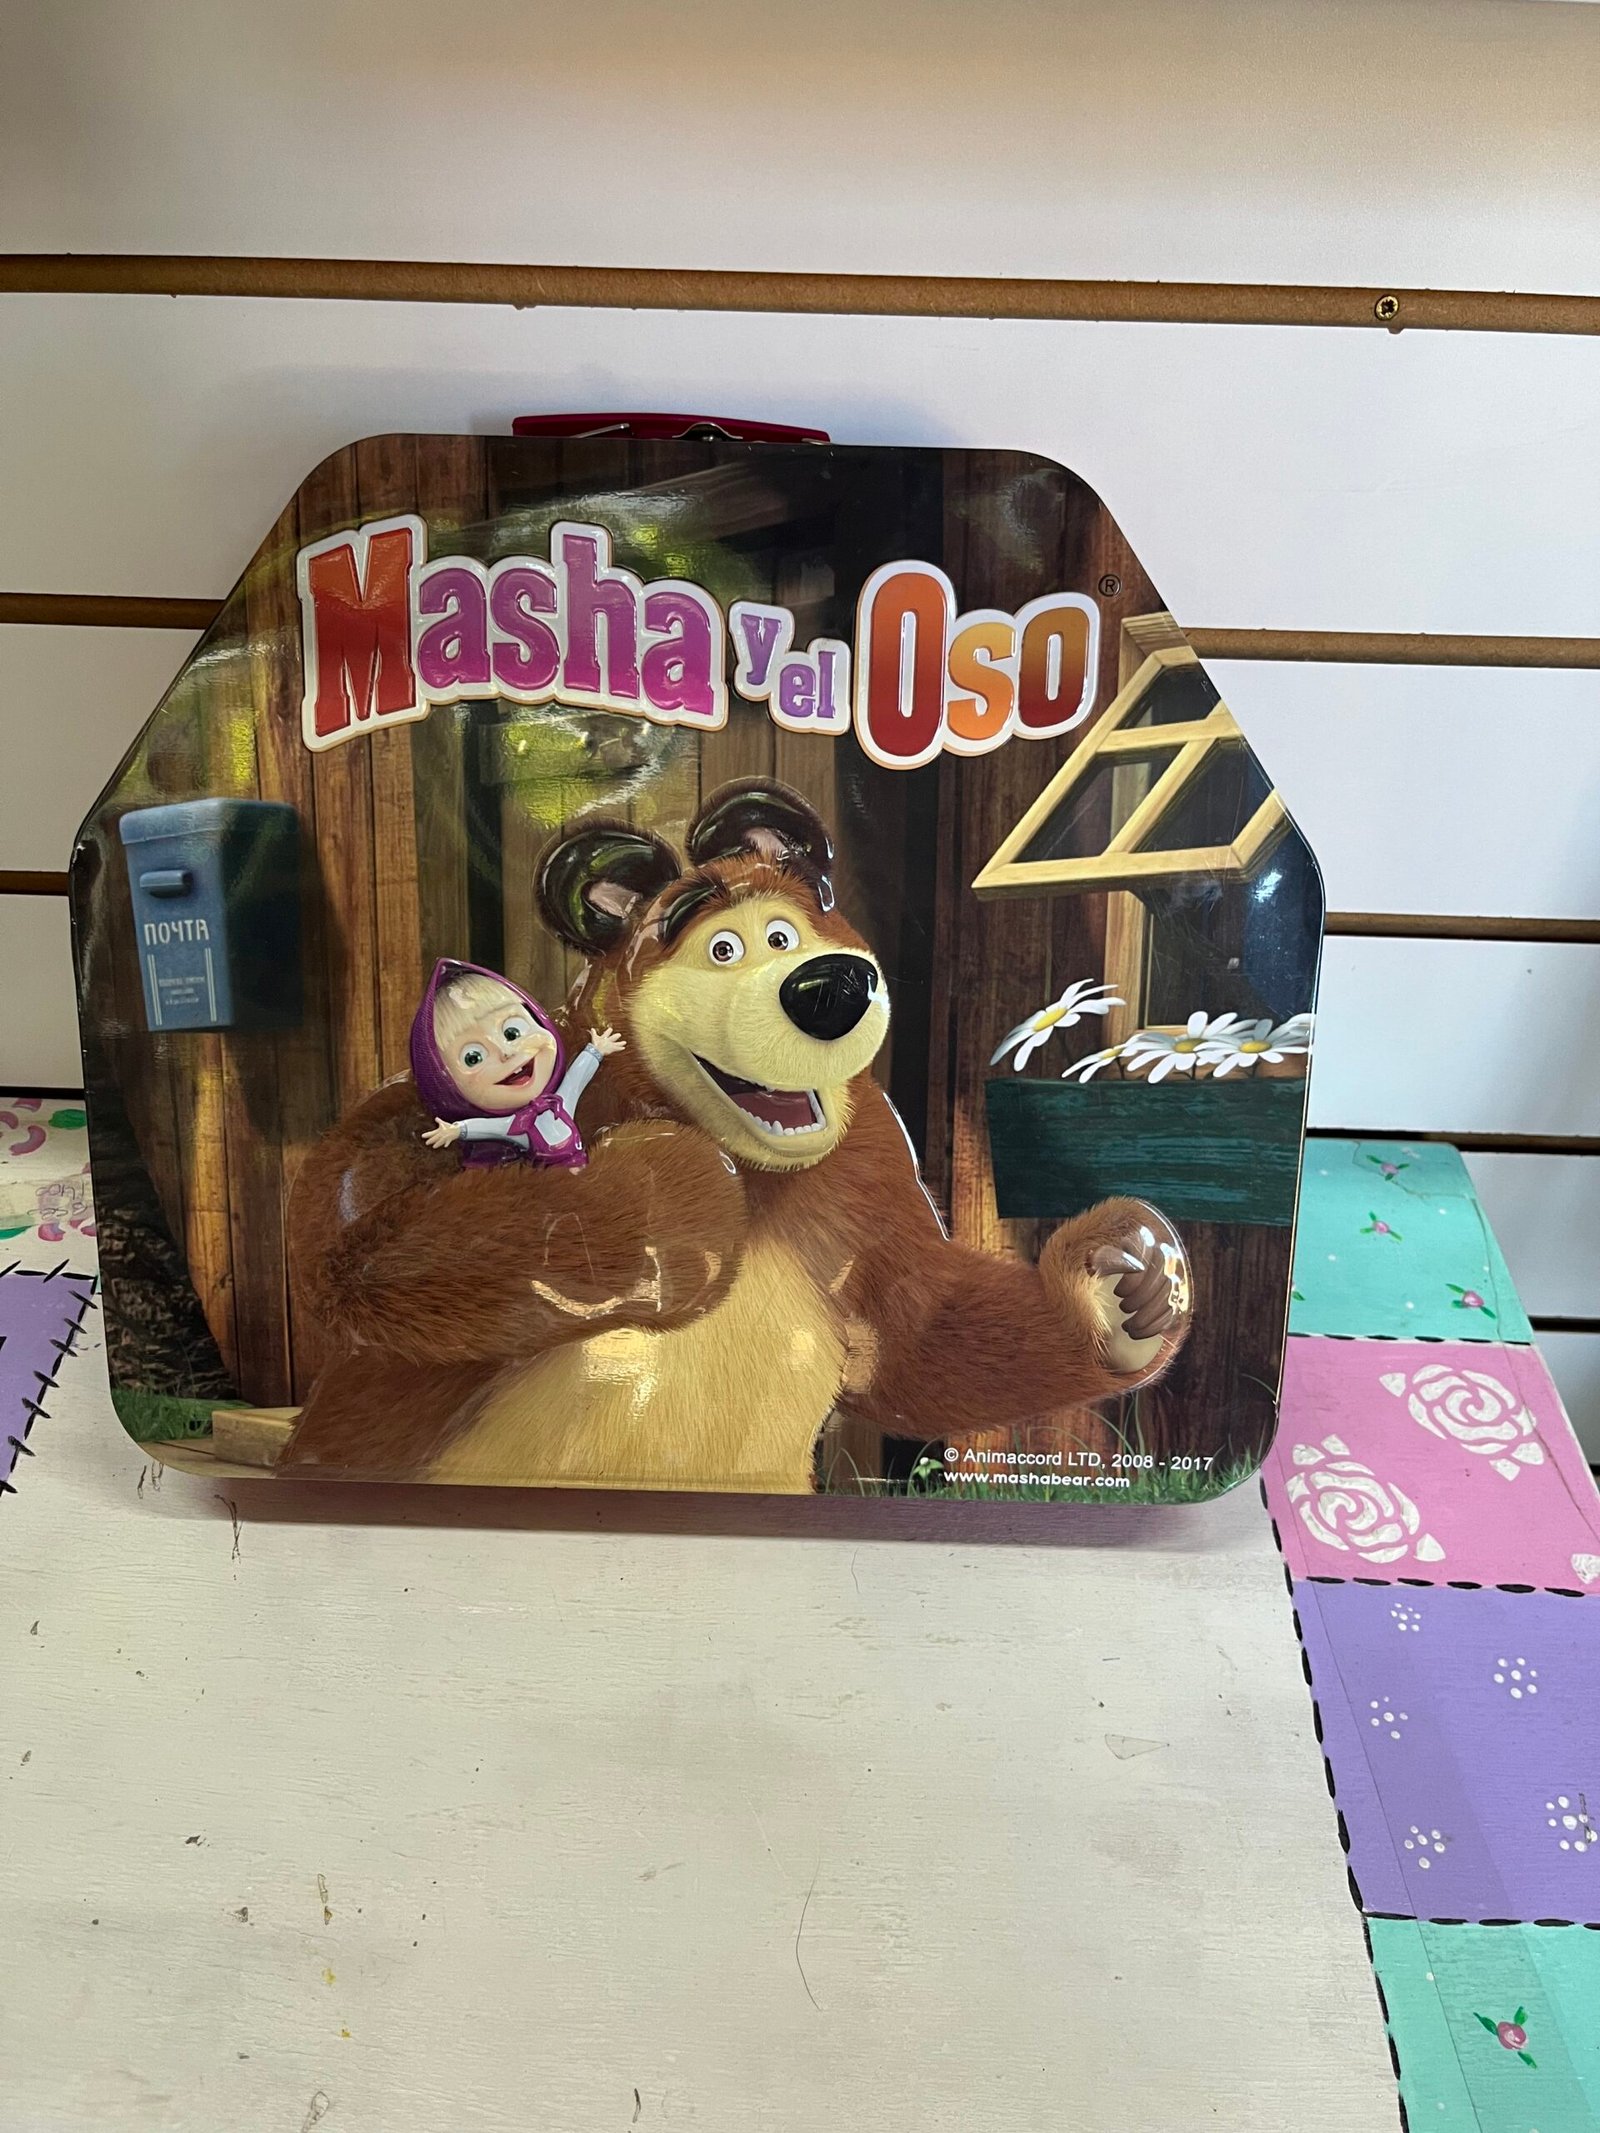 Masha y el Oso ®
ПОЧТА
© Animaccord LTD, 2008 - 2017
www.mashabear.com